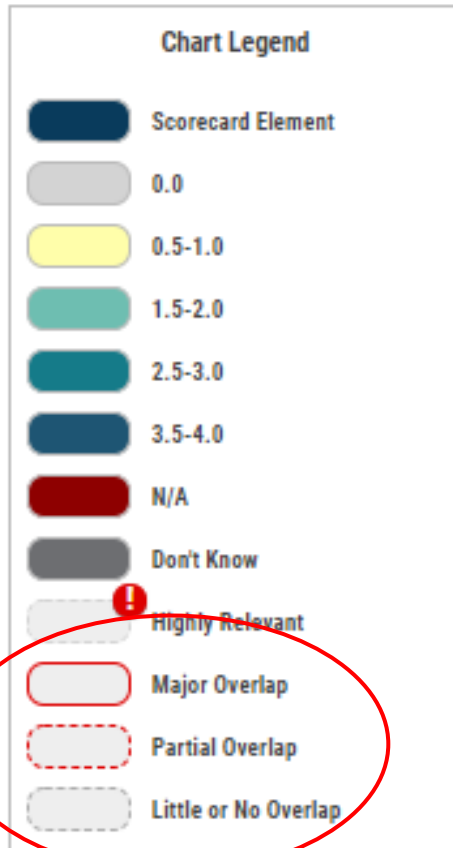 Chart Legend
Scorecard Element
0.0
0.5-1.0
1.5-2.0
2.5-3.0
3.5-4.0
N/A
Don't Know
!
Highly Relevant
Major Overlap
Partial Overlap
Little or No Overlap